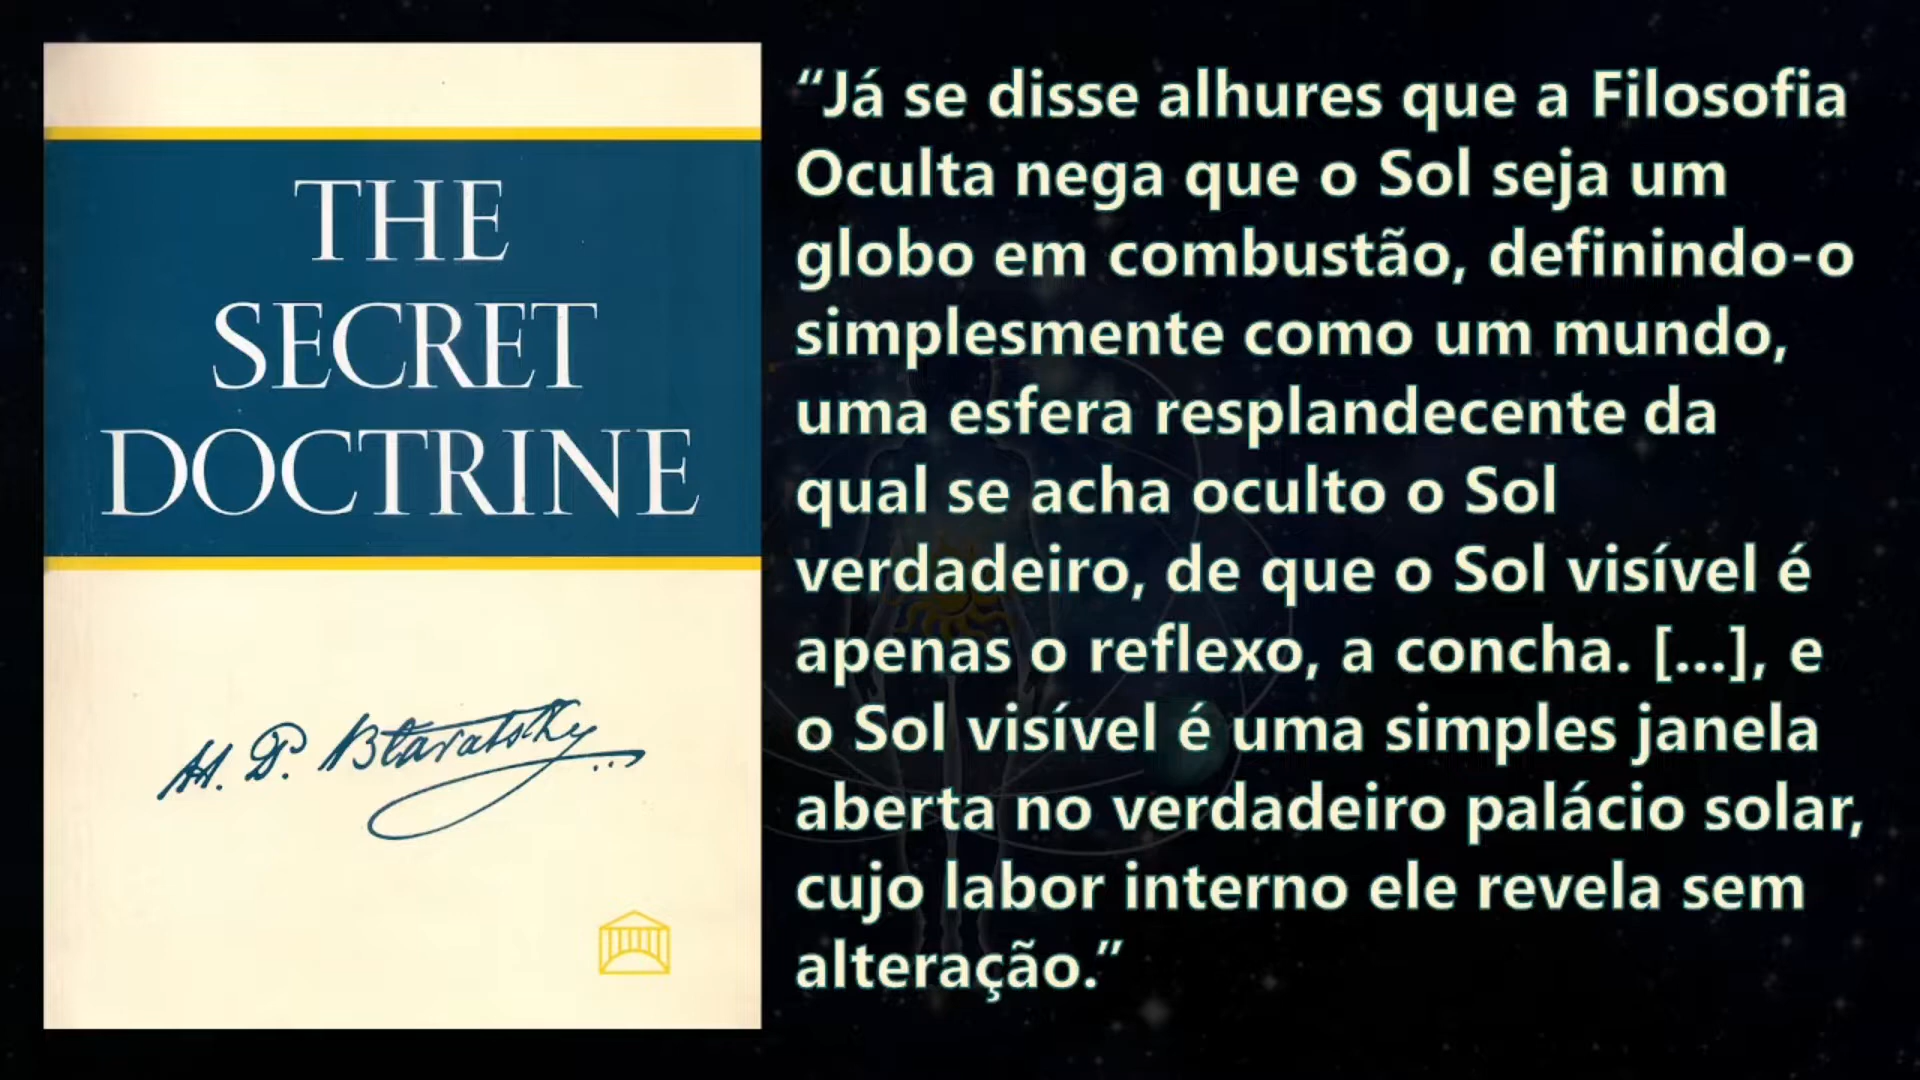 THE
SECRET
DOCTRINE
H. P. Blavatsky
“Já se disse alhures que a Filosofia
Oculta nega que o Sol seja um
globo em combustão, definindo-o
simplesmente como um mundo,
uma esfera resplandecente da
qual se acha oculto o Sol
verdadeiro, de que o Sol visível é
apenas o reflexo, a concha. [...], e
o Sol visível é uma simples janela
aberta no verdadeiro palácio solar,
cujo labor interno ele revela sem
alteração.”